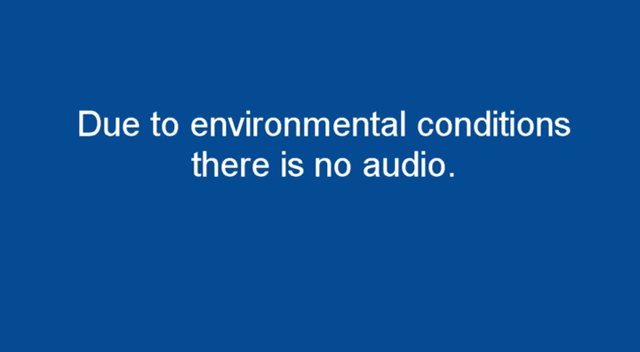 Due to environmental conditions
there is no audio.